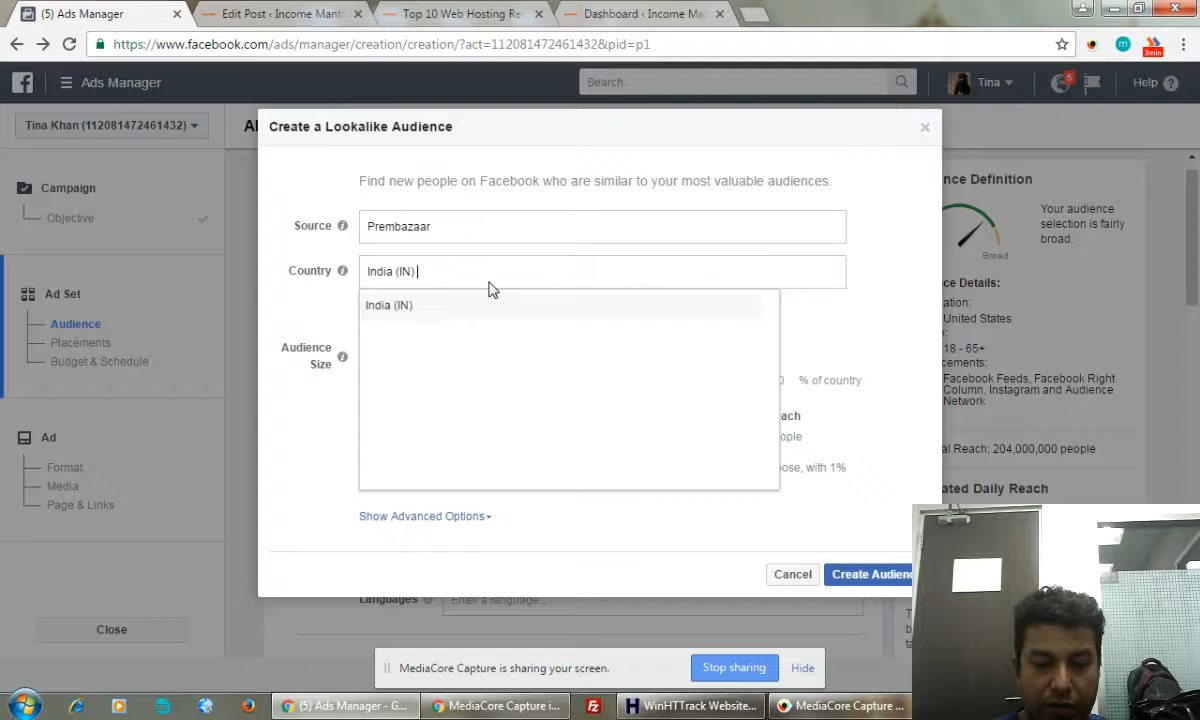 (5) Ads Manager
Edit Post ‹ Income Mant
Top 10 Web Hosting Re
Dashboard ‹ Income Ma
https://www.facebook.com/ads/manager/creation/creation/?act=112081472461432&pid=p1
3min
Ads Manager
Search
Tina
5
Help
Tina Khan (112081472461432)
Campaign
Objective
Ad Set
Audience
Placements
Budget & Schedule
Ad
Format
Media
Page & Links
Close
Create a Lookalike Audience
Find new people on Facebook who are similar to your most valuable audiences.
Source
Prembazaar
Country
India (IN)
India (IN)
Audience
Size
% of country
ople
ose, with 1%
Show Advanced Options
Cancel
Create Audienc
Languages
Enter a language...
nce Definition
Your audience
selection is fairly
broad.
Broad
e Details:
United States
18 - 65+
Facebook Feeds, Facebook Right
Column, Instagram and Audience
Network
l Reach: 204,000,000 people
ated Daily Reach
MediaCore Capture is sharing your screen.
Stop sharing
Hide
(5) Ads Manager - G...
MediaCore Capture i...
WinHTTrack Website...
MediaCore Capture ...